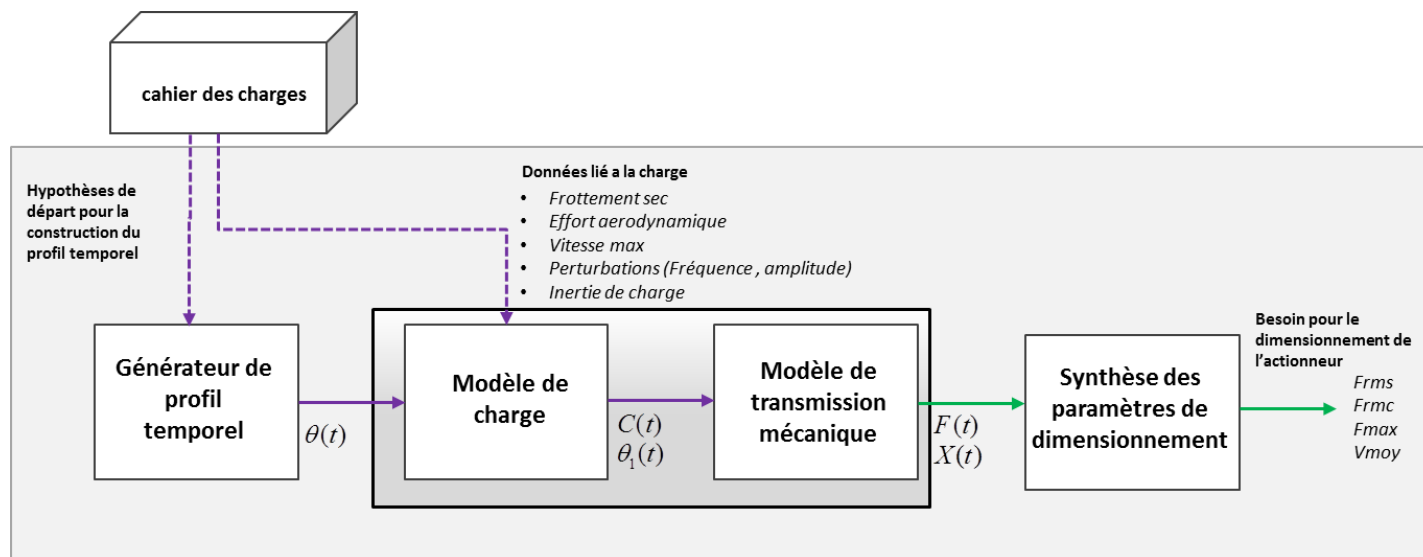 cahier des charges
Hypothèses de
départ pour la
construction du
profil temporel
Données lié a la charge
• Frottement sec
• Effort aerodynamique
• Vitesse max
• Perturbations (Fréquence , amplitude)
• Inertie de charge
Générateur de
profil
temporel
θ(t)
Modèle de
charge
C(t)
θ₁(t)
Modèle de
transmission
mécanique
F(t)
X(t)
Synthèse des
paramètres de
dimensionnement
Besoin pour le
dimensionnement de
l'actionneur
Frms
Frmc
Fmax
Vmoy